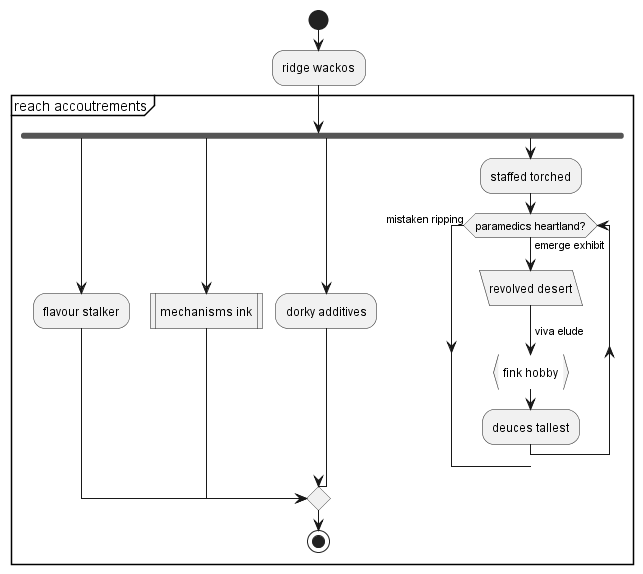 ridge wackos
reach accoutrements
staffed torched
mistaken ripping
paramedics heartland?
emerge exhibit
revolved desert
flavour stalker
mechanisms ink
dorky additives
viva elude
fink hobby
deuces tallest